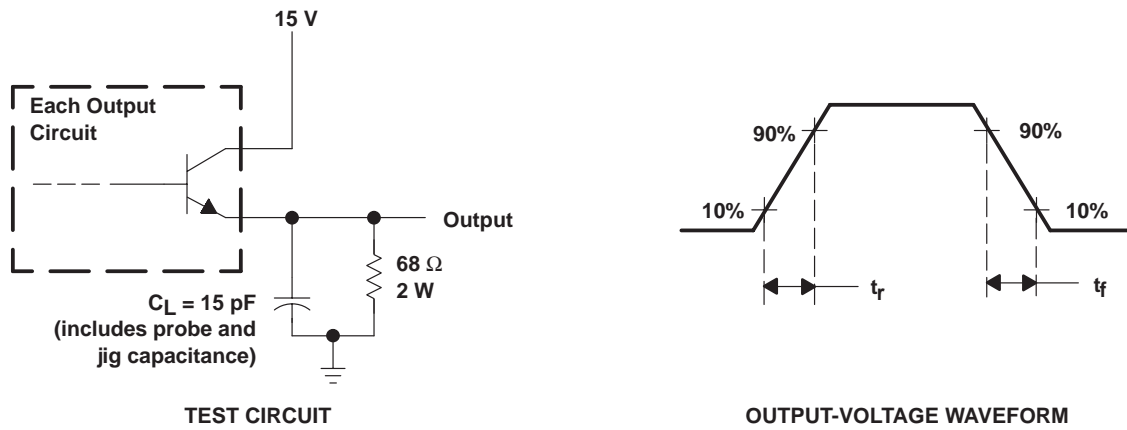 15 V
Each Output
Circuit
Output
68 Ω
2 W
CL = 15 pF
(includes probe and
jig capacitance)
TEST CIRCUIT
90%
90%
10%
10%
tr
tf
OUTPUT-VOLTAGE WAVEFORM